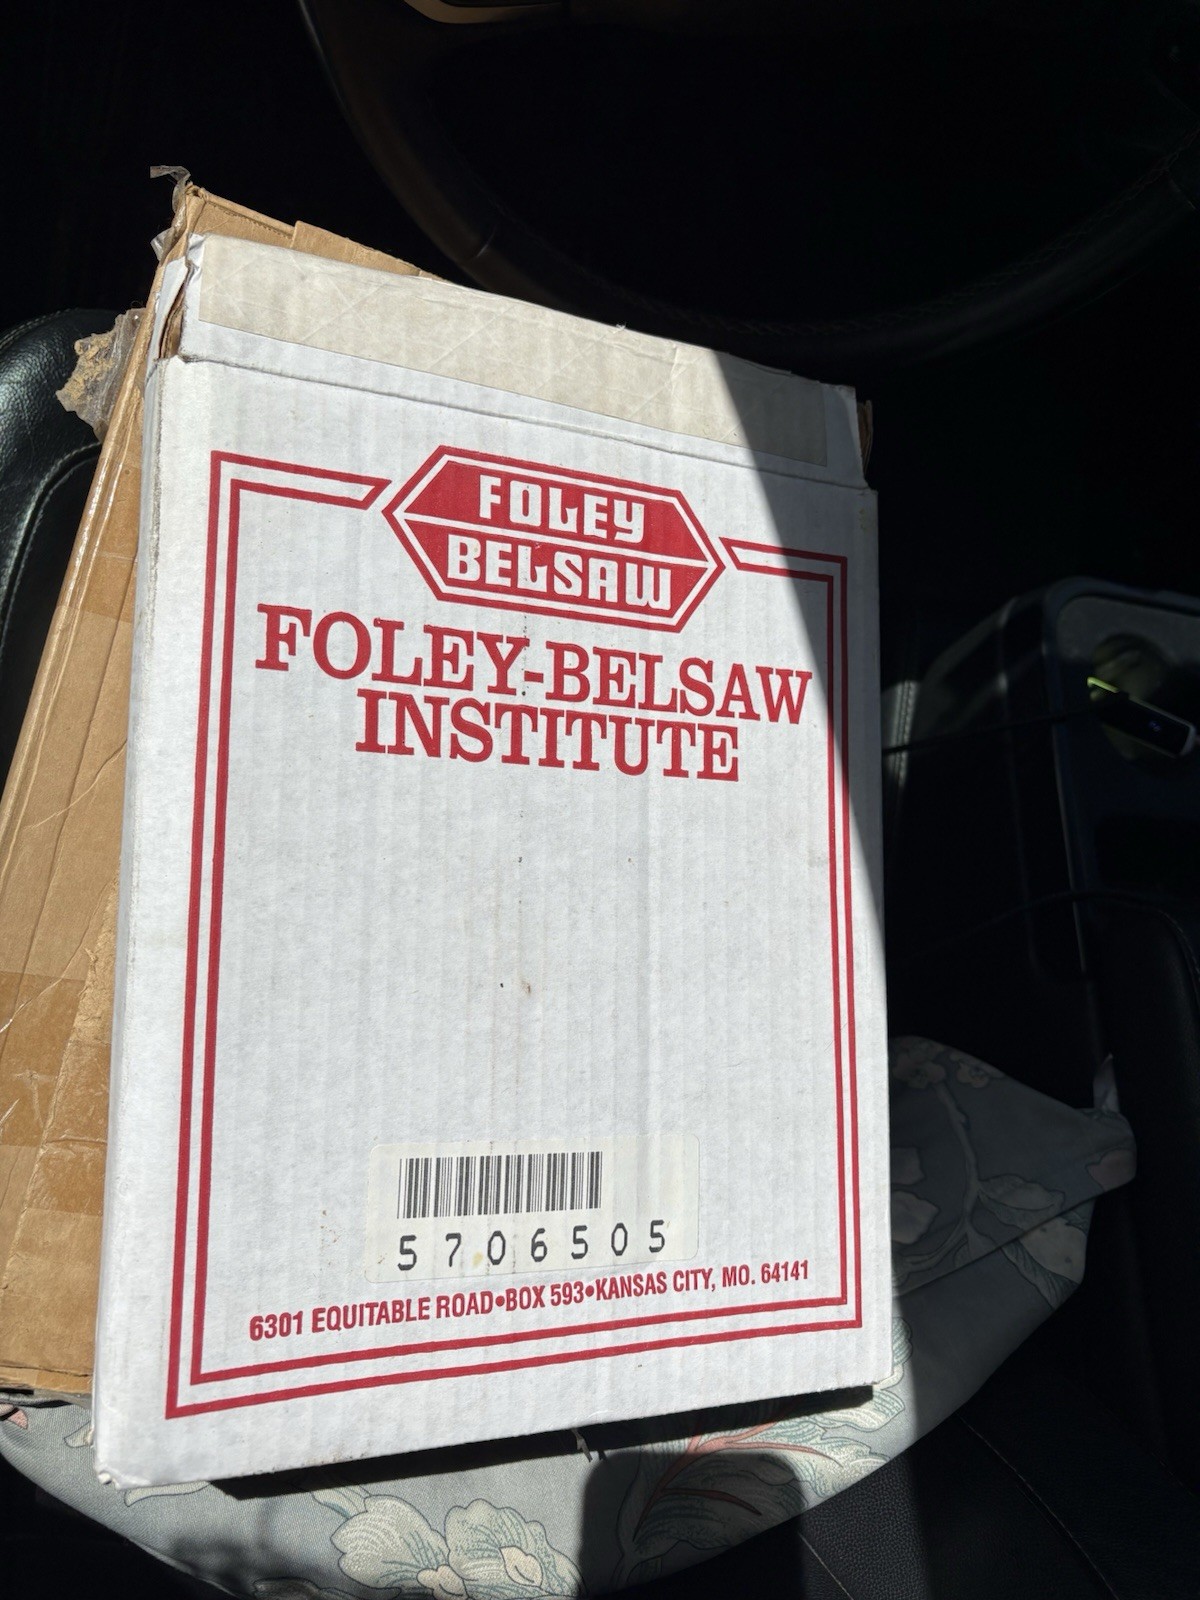 FOLEY
BELSAW
FOLEY-BELSAW
INSTITUTE
5706505
6301 EQUITABLE ROAD•BOX 593•KANSAS CITY, MO. 64141